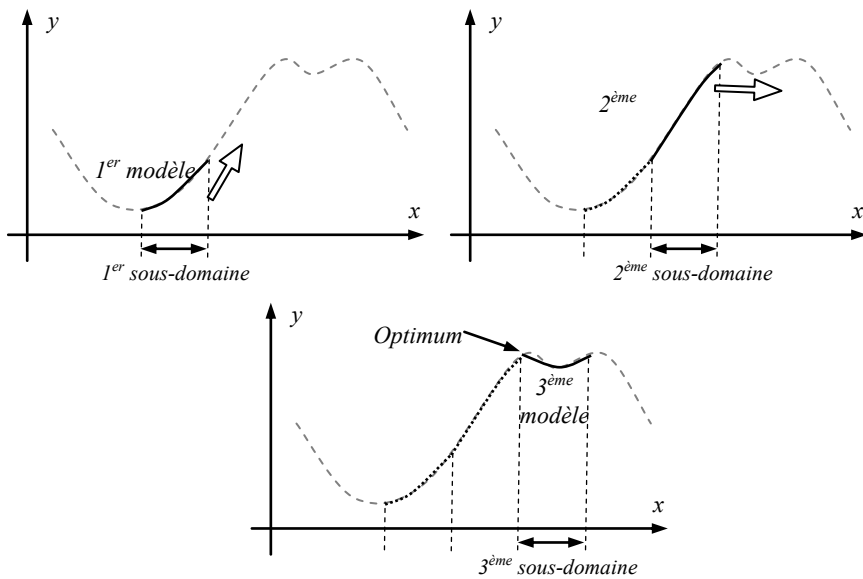 y
1er modèle
x
1er sous-domaine
y
2ème
x
2ème sous-domaine
y
Optimum
3ème
modèle
x
3ème sous-domaine